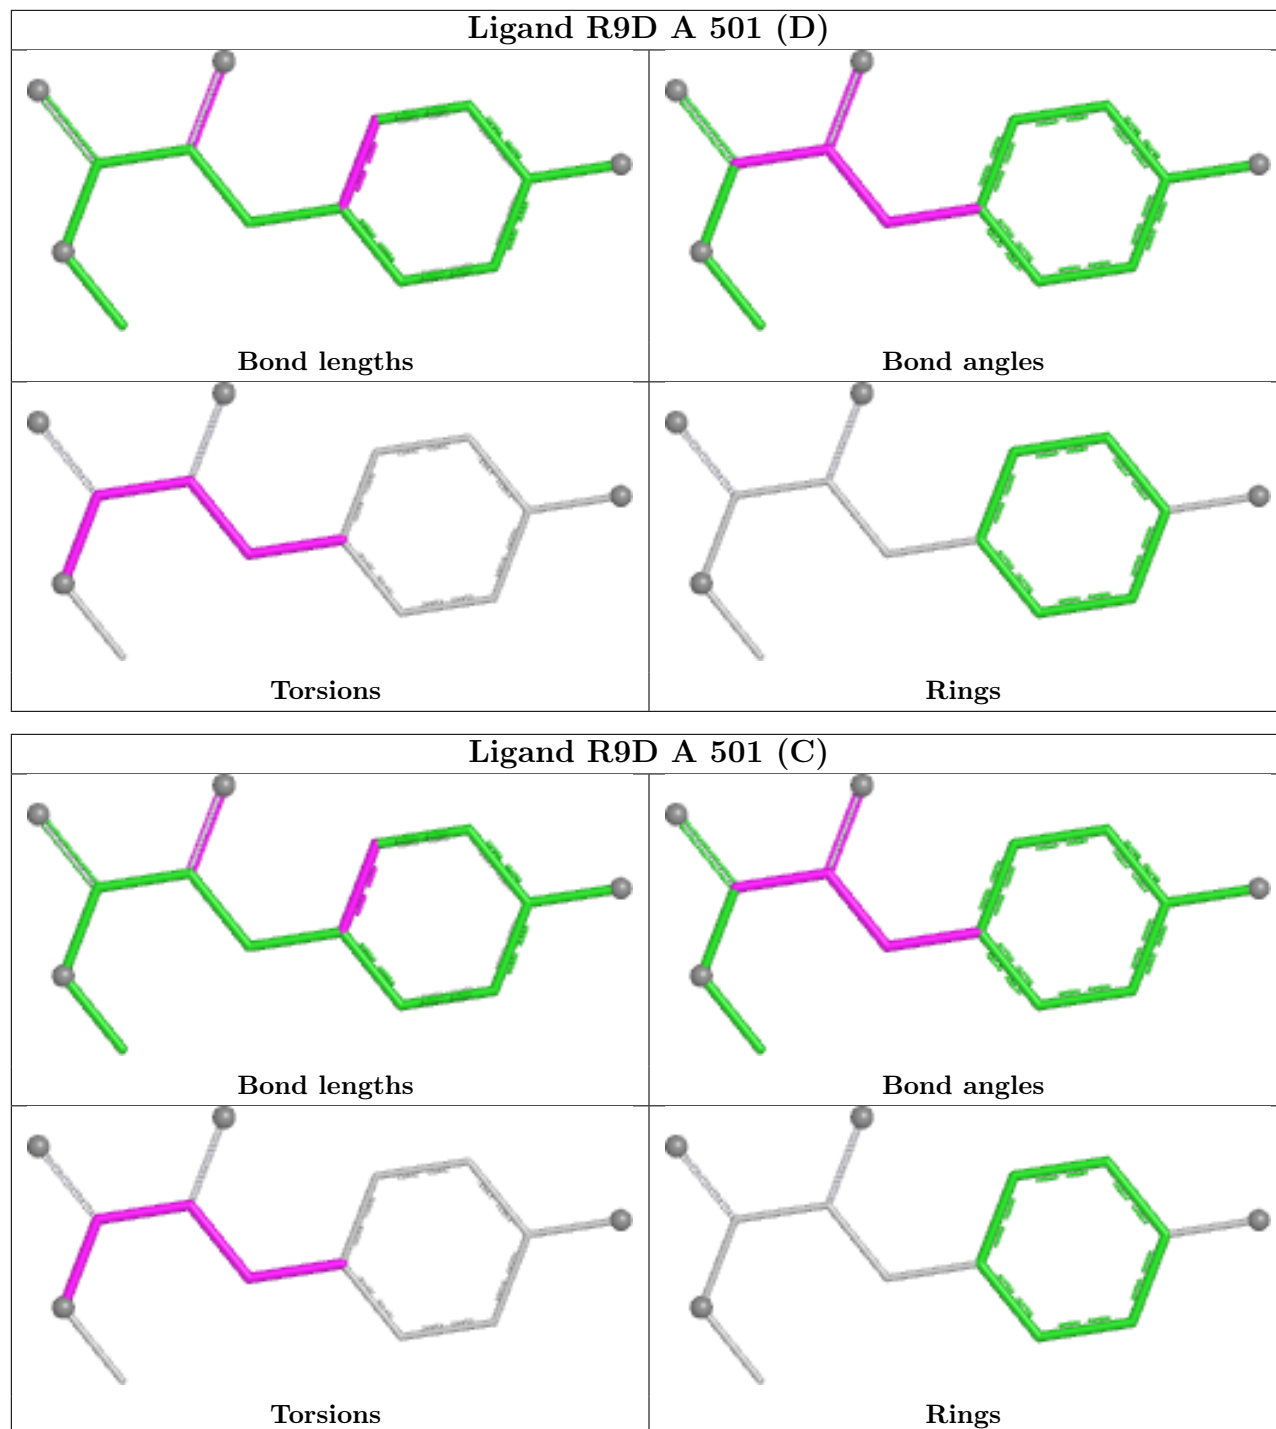 Ligand R9D A 501 (D)
Bond lengths
Bond angles
Torsions
Rings
Ligand R9D A 501 (C)
Bond lengths
Bond angles
Torsions
Rings